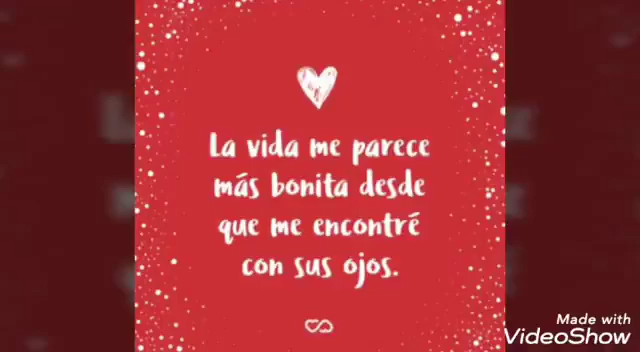 La vida me parece
más bonita desde
que me encontré
con sus ojos.
Made with
VideoShow